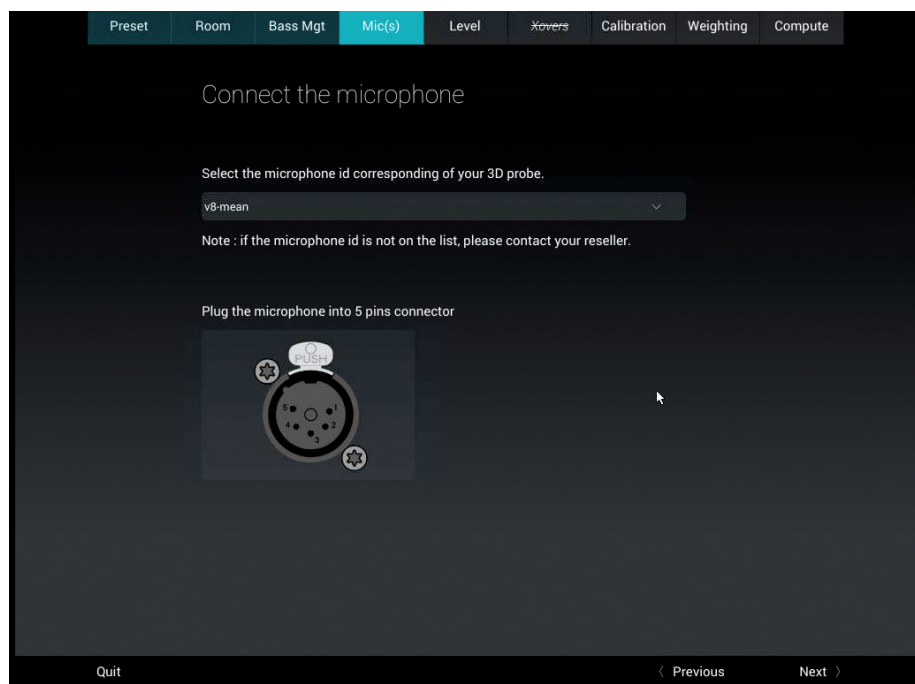 Preset Room Bass Mgt Mic(s) Level Xovers Calibration Weighting Compute
Connect the microphone
Select the microphone id corresponding of your 3D probe.
v8-mean
Note : if the microphone id is not on the list, please contact your reseller.
Plug the microphone into 5 pins connector
PUSH
5 1
4 2
3
Quit 〈 Previous Next 〉